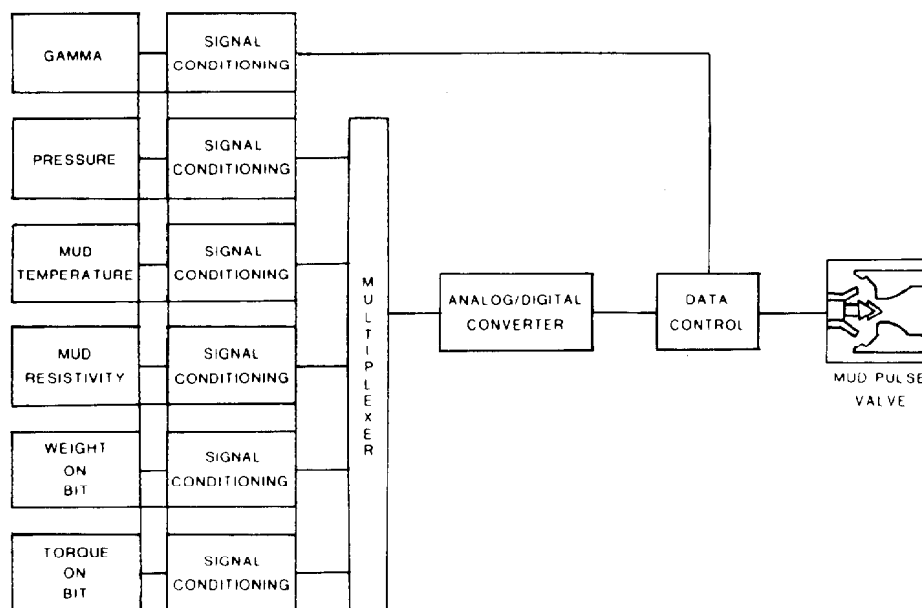 GAMMA
SIGNAL
CONDITIONING
PRESSURE
SIGNAL
CONDITIONING
MUD
TEMPERATURE
SIGNAL
CONDITIONING
MUD
RESISTIVITY
SIGNAL
CONDITIONING
WEIGHT
ON
BIT
SIGNAL
CONDITIONING
TORQUE
ON
BIT
SIGNAL
CONDITIONING
MULTIPLEXER
ANALOG/DIGITAL
CONVERTER
DATA
CONTROL
MUD PULSE
VALVE